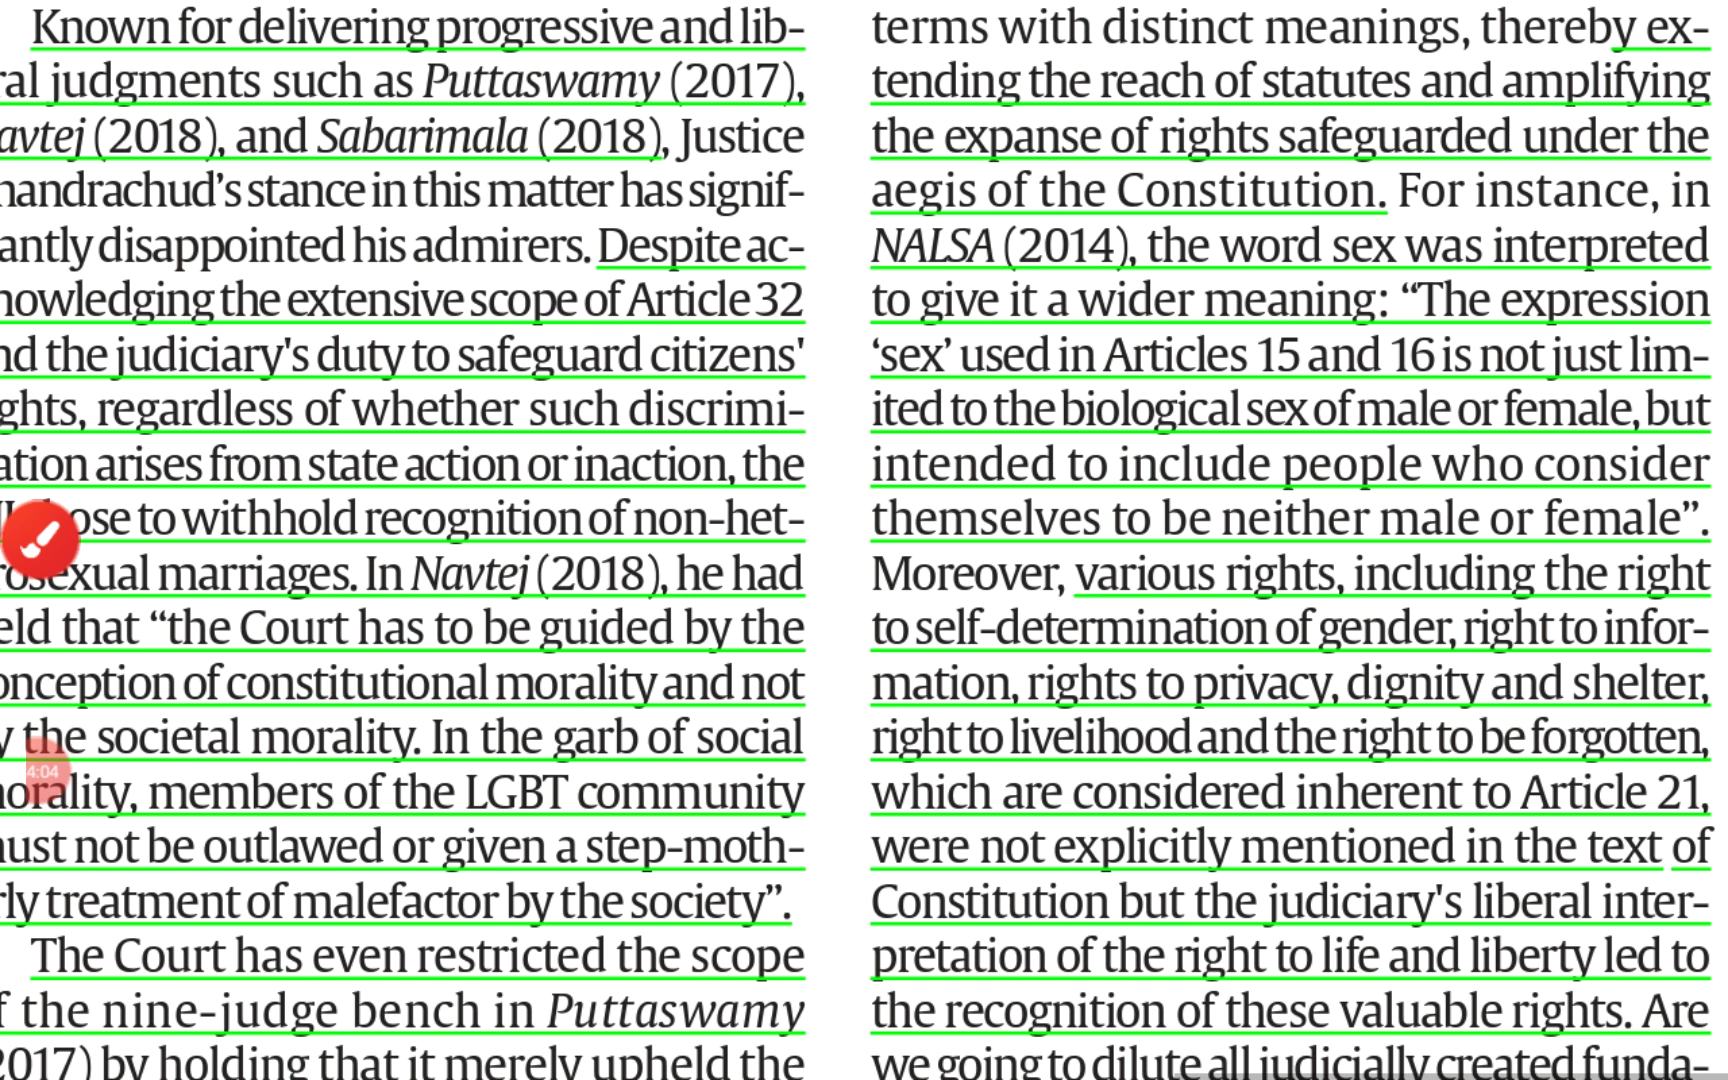 Known for delivering progressive and lib-
ral judgments such as Puttaswamy (2017),
avtej (2018), and Sabarimala (2018), Justice
handrachud's stance in this matter has signif-
antly disappointed his admirers. Despite ac-
nowledging the extensive scope of Article 32
nd the judiciary's duty to safeguard citizens'
ghts, regardless of whether such discrimi-
ation arises from state action or inaction, the
ose to withhold recognition of non-het-
rosexual marriages. In Navtej (2018), he had
eld that “the Court has to be guided by the
onception of constitutional morality and not
y the societal morality. In the garb of social
4:04
orality, members of the LGBT community
ust not be outlawed or given a step-moth-
rly treatment of malefactor by the society”.
The Court has even restricted the scope
f the nine-judge bench in Puttaswamy
2017) by holding that it merely upheld the
terms with distinct meanings, thereby ex-
tending the reach of statutes and amplifying
the expanse of rights safeguarded under the
aegis of the Constitution. For instance, in
NALSA (2014), the word sex was interpreted
to give it a wider meaning: “The expression
‘sex’ used in Articles 15 and 16 is not just lim-
ited to the biological sex of male or female, but
intended to include people who consider
themselves to be neither male or female”.
Moreover, various rights, including the right
to self-determination of gender, right to infor-
mation, rights to privacy, dignity and shelter,
right to livelihood and the right to be forgotten,
which are considered inherent to Article 21,
were not explicitly mentioned in the text of
Constitution but the judiciary's liberal inter-
pretation of the right to life and liberty led to
the recognition of these valuable rights. Are
we going to dilute all judicially created funda-